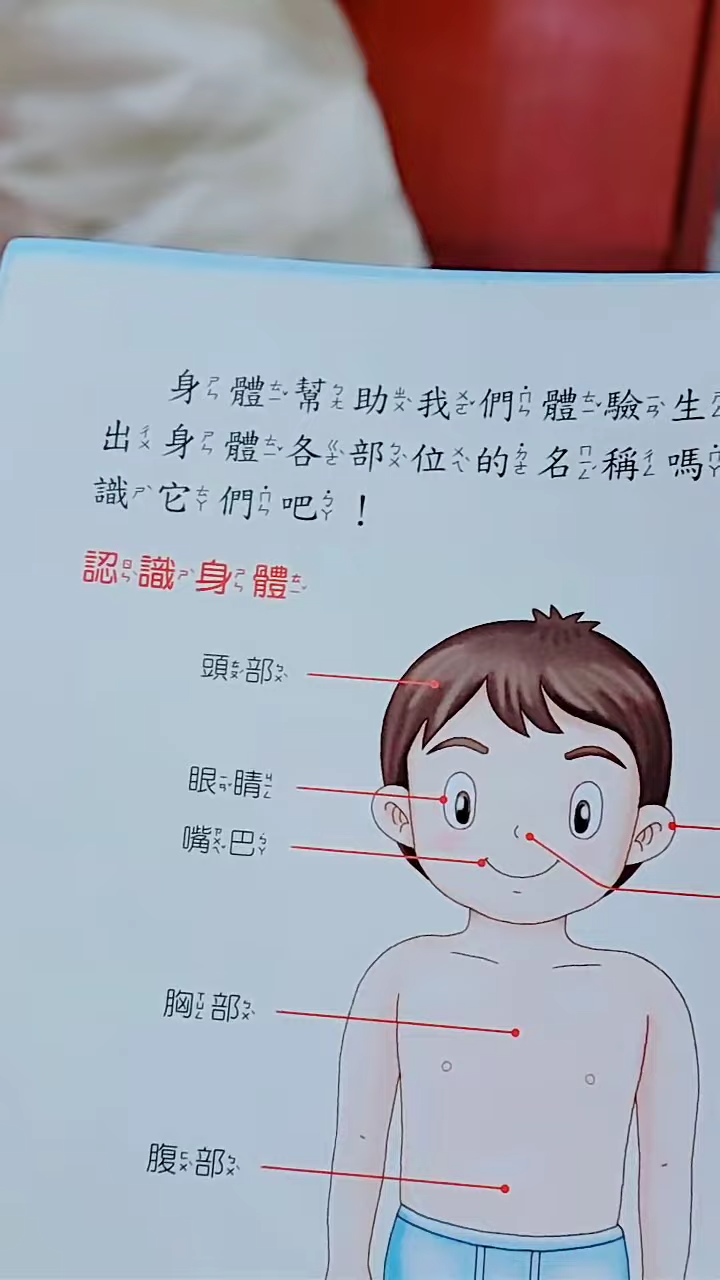 身體幫助我們體驗生
出身體各部位的名稱嗎
識它們吧！
認識身體
頭部
眼睛
嘴巴
胸部
腹部